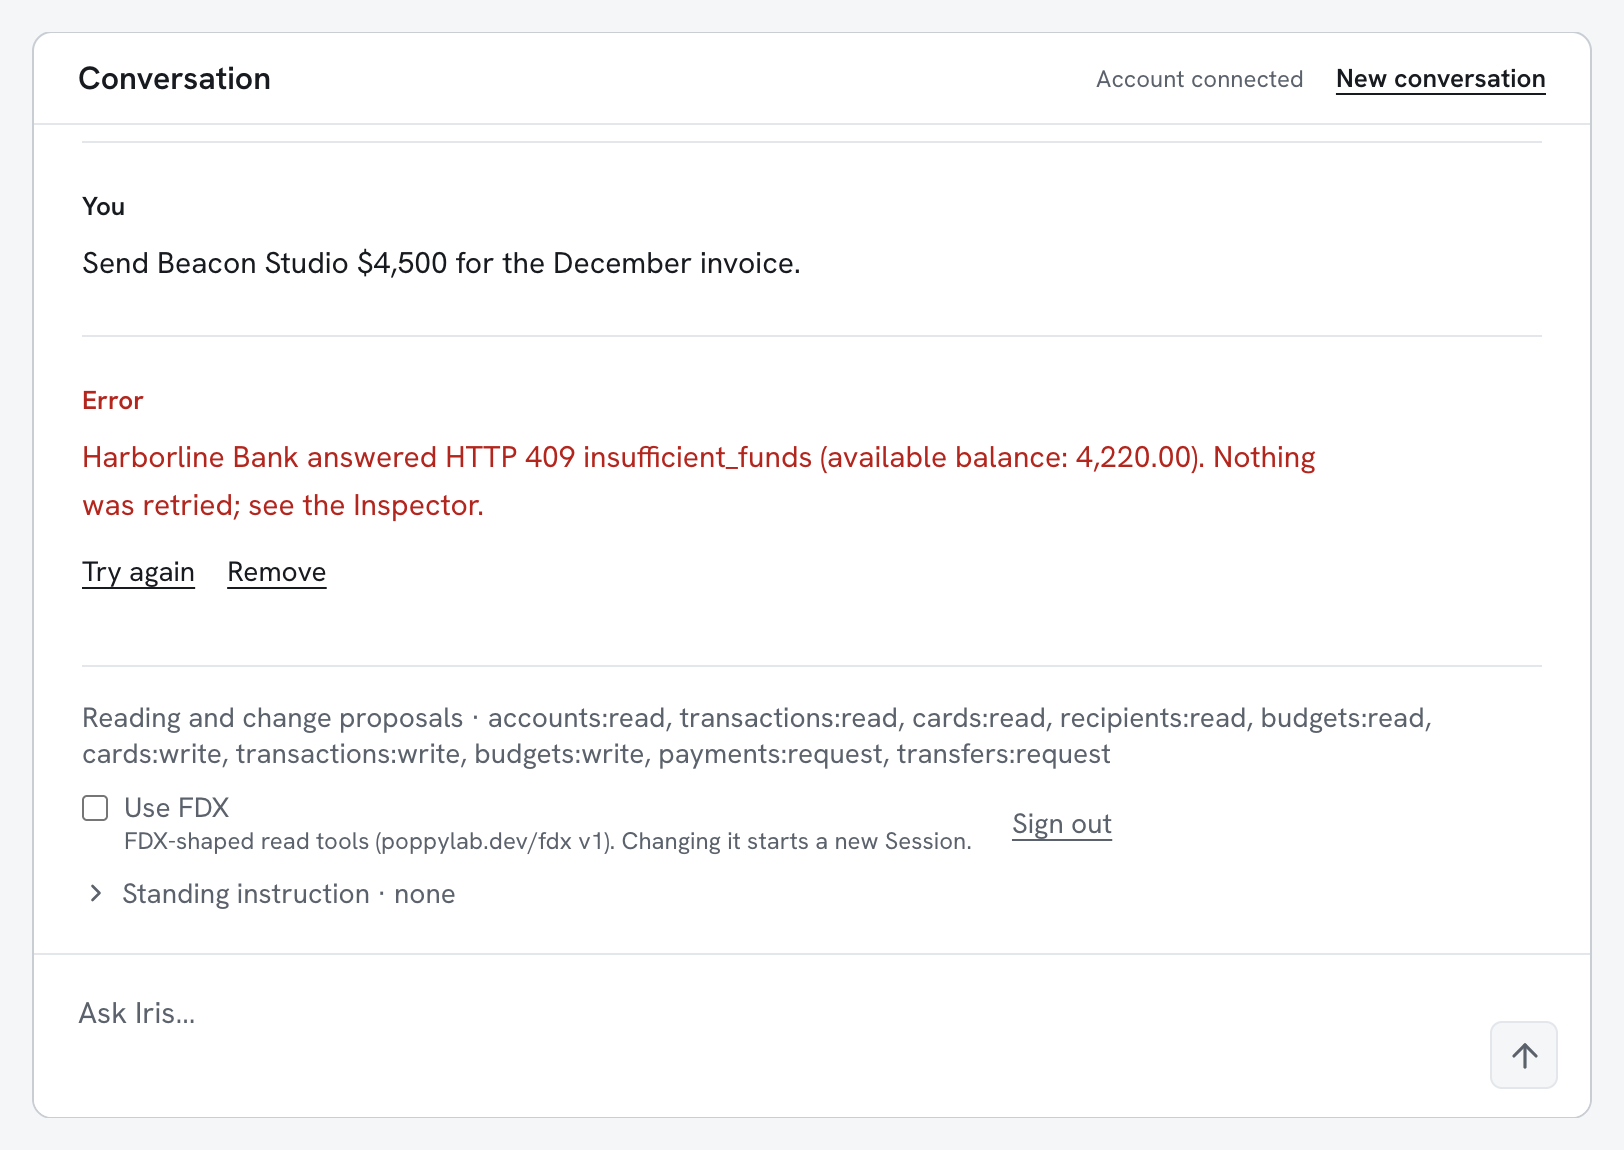 Conversation
Account connected
New conversation
You
Send Beacon Studio $4,500 for the December invoice.
Error
Harborline Bank answered HTTP 409 insufficient_funds (available balance: 4,220.00). Nothing
was retried; see the Inspector.
Try again
Remove
Reading and change proposals · accounts:read, transactions:read, cards:read, recipients:read, budgets:read,
cards:write, transactions:write, budgets:write, payments:request, transfers:request
Use FDX
FDX-shaped read tools (poppylab.dev/fdx v1). Changing it starts a new Session.
Sign out
Standing instruction · none
Ask Iris...